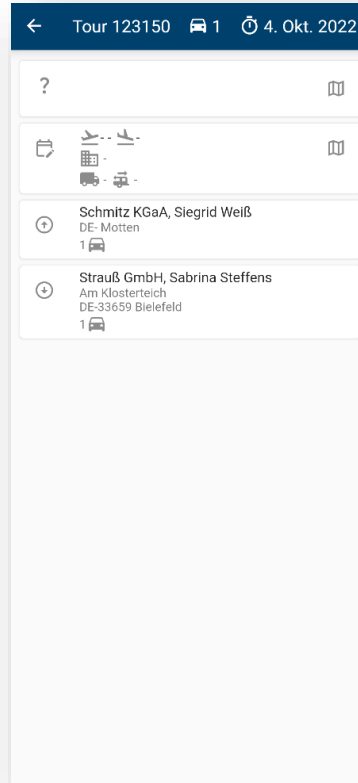 Tour 123150 1 4. Okt. 2022
?
- - -
-
- -
Schmitz KGaA, Siegrid Weiß
DE- Motten
1
Strauß GmbH, Sabrina Steffens
Am Klosterteich
DE-33659 Bielefeld
1